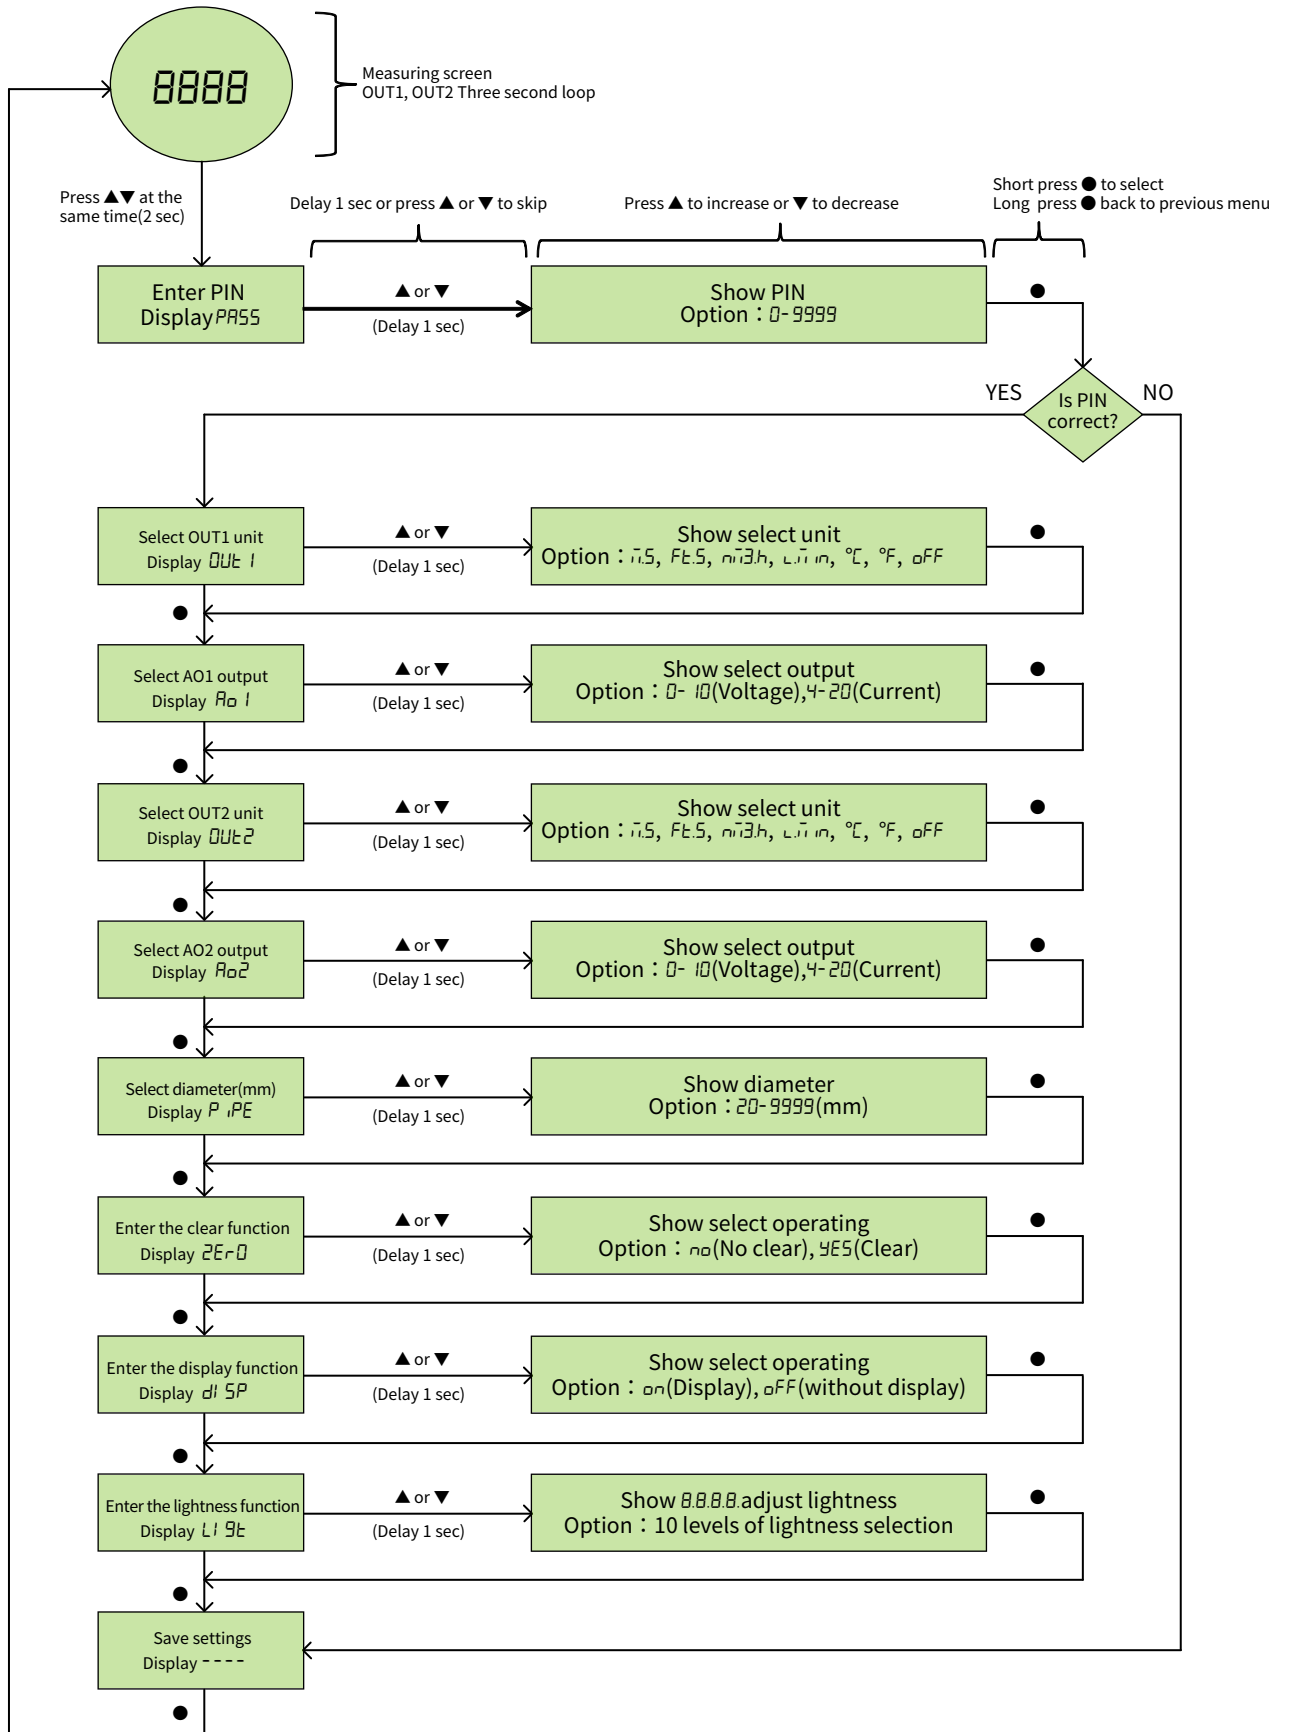 8888
Measuring screen
OUT1, OUT2 Three second loop
Press ▲▼ at the
same time(2 sec)
Delay 1 sec or press ▲ or ▼ to skip
Press ▲ to increase or ▼ to decrease
Short press ● to select
Long press ● back to previous menu
Enter PIN
Display PASS
▲ or ▼
(Delay 1 sec)
Show PIN
Option：0-9999
●
YES
Is PIN
correct?
NO
Select OUT1 unit
Display OUt 1
▲ or ▼
(Delay 1 sec)
Show select unit
Option：m.S, Ft.S, nm3.h, L.min, °C, °F, oFF
●
●
Select AO1 output
Display Ao 1
▲ or ▼
(Delay 1 sec)
Show select output
Option：0-10(Voltage),4-20(Current)
●
●
Select OUT2 unit
Display OUt2
▲ or ▼
(Delay 1 sec)
Show select unit
Option：m.S, Ft.S, nm3.h, L.min, °C, °F, oFF
●
●
Select AO2 output
Display Ao2
▲ or ▼
(Delay 1 sec)
Show select output
Option：0-10(Voltage),4-20(Current)
●
●
Select diameter(mm)
Display PiPE
▲ or ▼
(Delay 1 sec)
Show diameter
Option：20-9999(mm)
●
●
Enter the clear function
Display 2Er0
▲ or ▼
(Delay 1 sec)
Show select operating
Option：no(No clear), YES(Clear)
●
●
Enter the display function
Display dISP
▲ or ▼
(Delay 1 sec)
Show select operating
Option：on(Display), oFF(without display)
●
●
Enter the lightness function
Display LIgt
▲ or ▼
(Delay 1 sec)
Show 8.8.8.8.adjust lightness
Option：10 levels of lightness selection
●
●
Save settings
Display ----
●